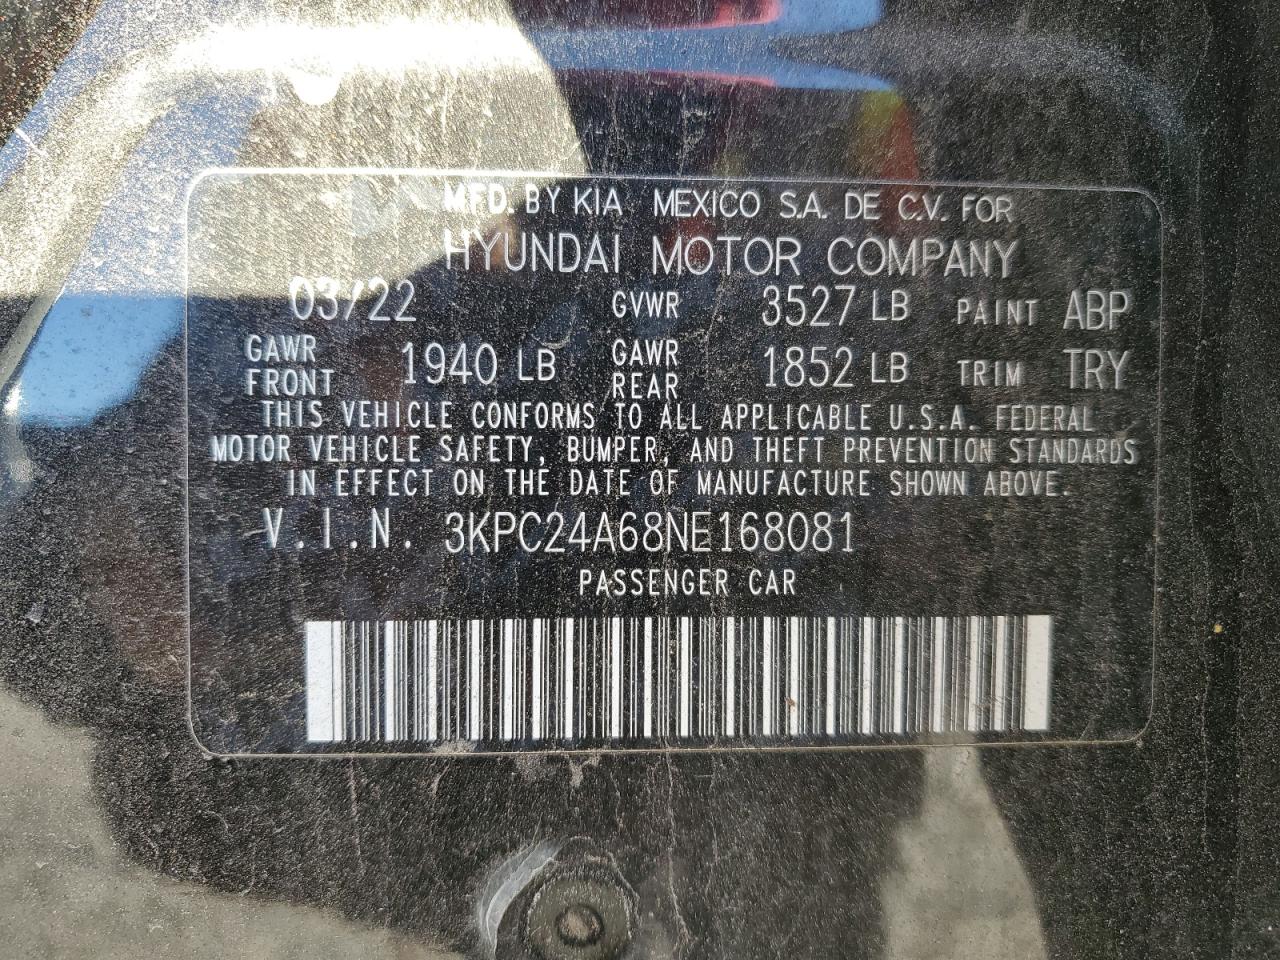 MFD. BY KIA MEXICO S.A. DE C.V. FOR
HYUNDAI MOTOR COMPANY
03/22 GVWR 3527 LB PAINT ABP
GAWR FRONT 1940 LB GAWR REAR 1852 LB TRIM TRY
THIS VEHICLE CONFORMS TO ALL APPLICABLE U.S.A. FEDERAL
MOTOR VEHICLE SAFETY, BUMPER, AND THEFT PREVENTION STANDARDS
IN EFFECT ON THE DATE OF MANUFACTURE SHOWN ABOVE.
V.I.N. 3KPC24A68NE168081
PASSENGER CAR